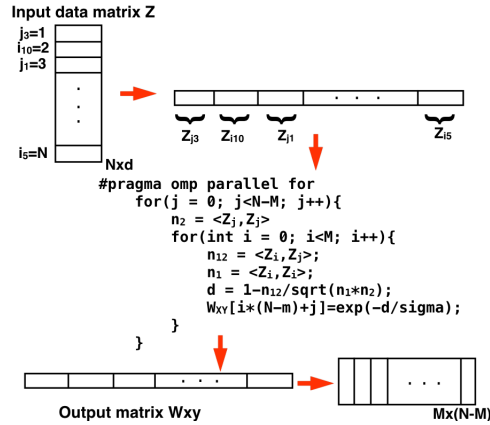 Input data matrix Z
j3=1
i10=2
j1=3
. . .
i5=N
Nxd
. . .
Zj3 Zi10 Zj1 Zi5
#pragma omp parallel for
for(j = 0; j<N-M; j++){
n2 = <Zj,Zj>
for(int i = 0; i<M; i++){
n12 = <Zi,Zj>;
n1 = <Zi,Zi>;
d = 1-n12/sqrt(n1*n2);
WXY[i*(N-m)+j]=exp(-d/sigma);
}
}
. . .
. . .
Output matrix Wxy
Mx(N-M)